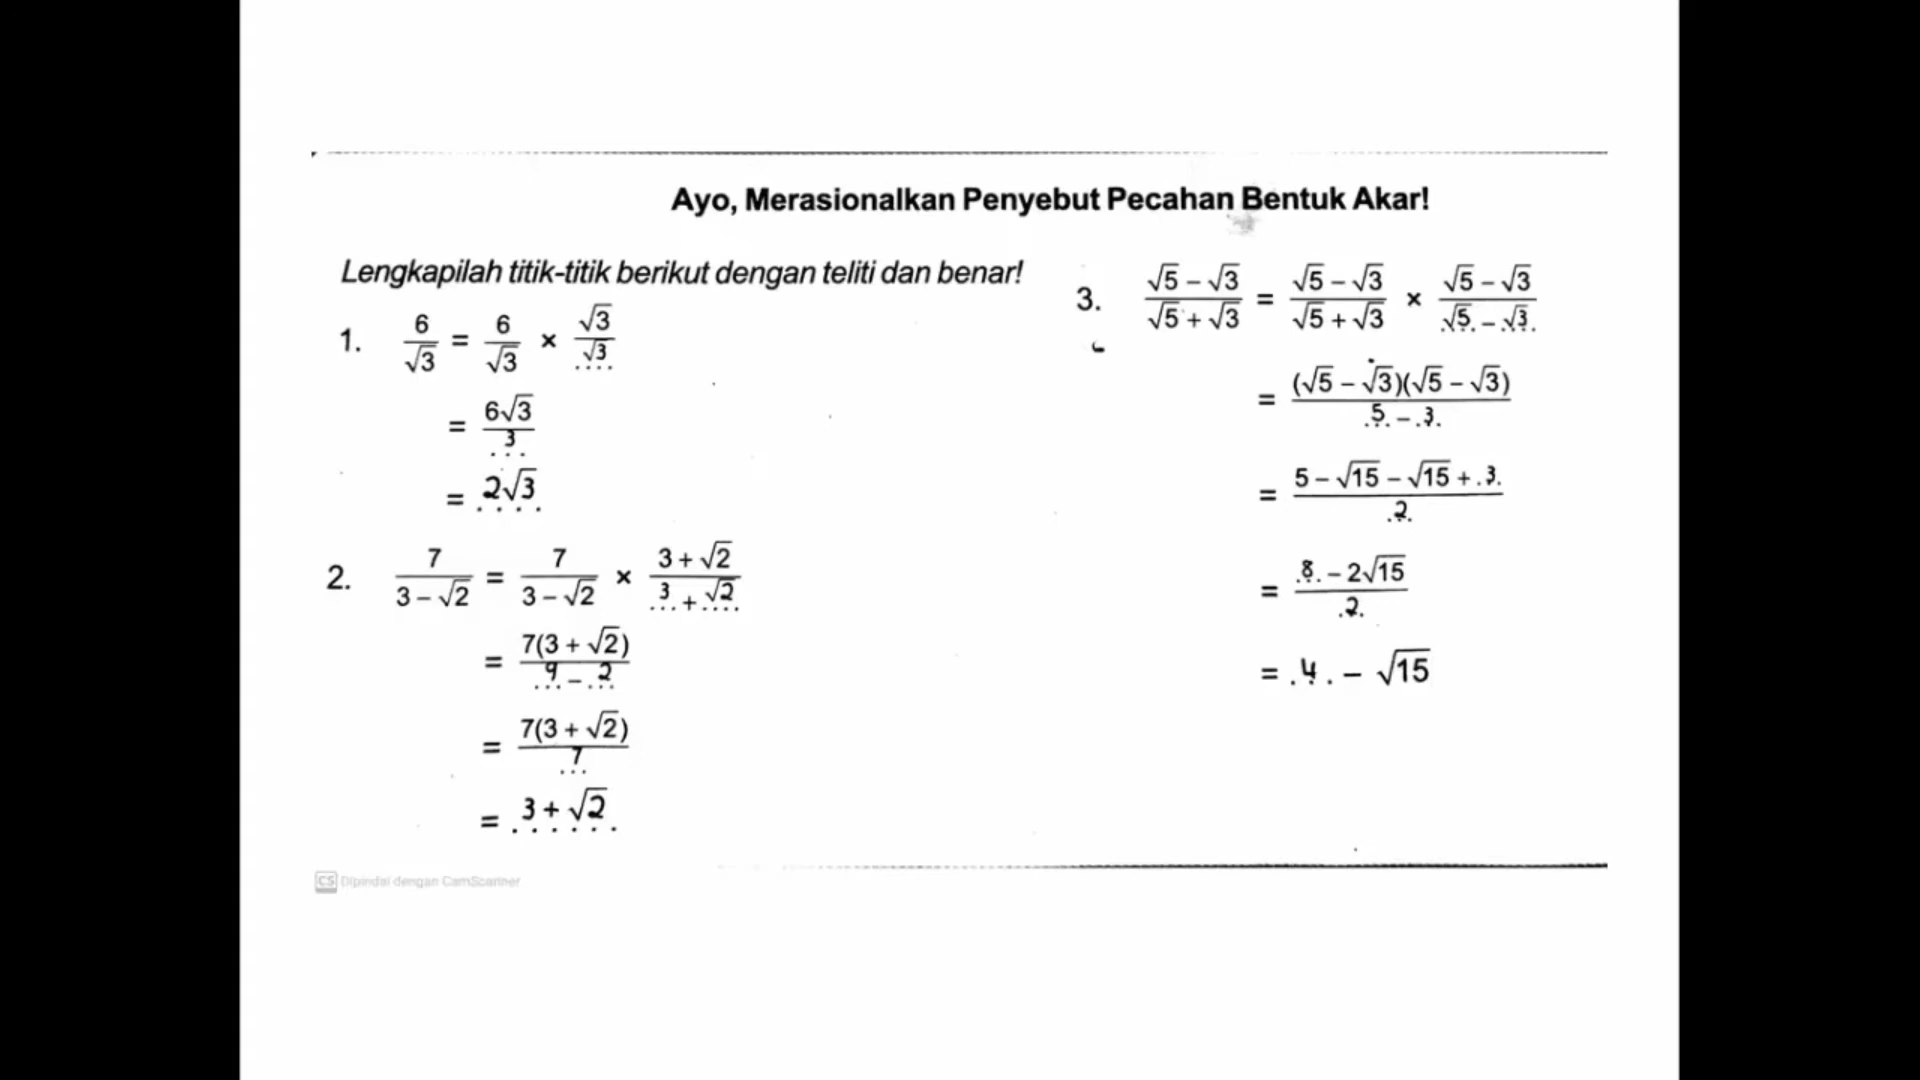 Ayo, Merasionalkan Penyebut Pecahan Bentuk Akar!
Lengkapilah titik-titik berikut dengan teliti dan benar!
1. 6/√3 = 6/√3 × √3/√3
= 6√3/3
= 2√3
2. 7/(3 − √2) = 7/(3 − √2) × (3 + √2)/(3 + √2)
= 7(3 + √2)/(9 − 2)
= 7(3 + √2)/7
= 3 + √2
3. (√5 − √3)/(√5 + √3) = (√5 − √3)/(√5 + √3) × (√5 − √3)/(√5 − √3)
= (√5 − √3)(√5 − √3)/(5 − 3)
= (5 − √15 − √15 + 3)/2
= (8 − 2√15)/2
= 4 − √15
CS Dipindai dengan CamScanner